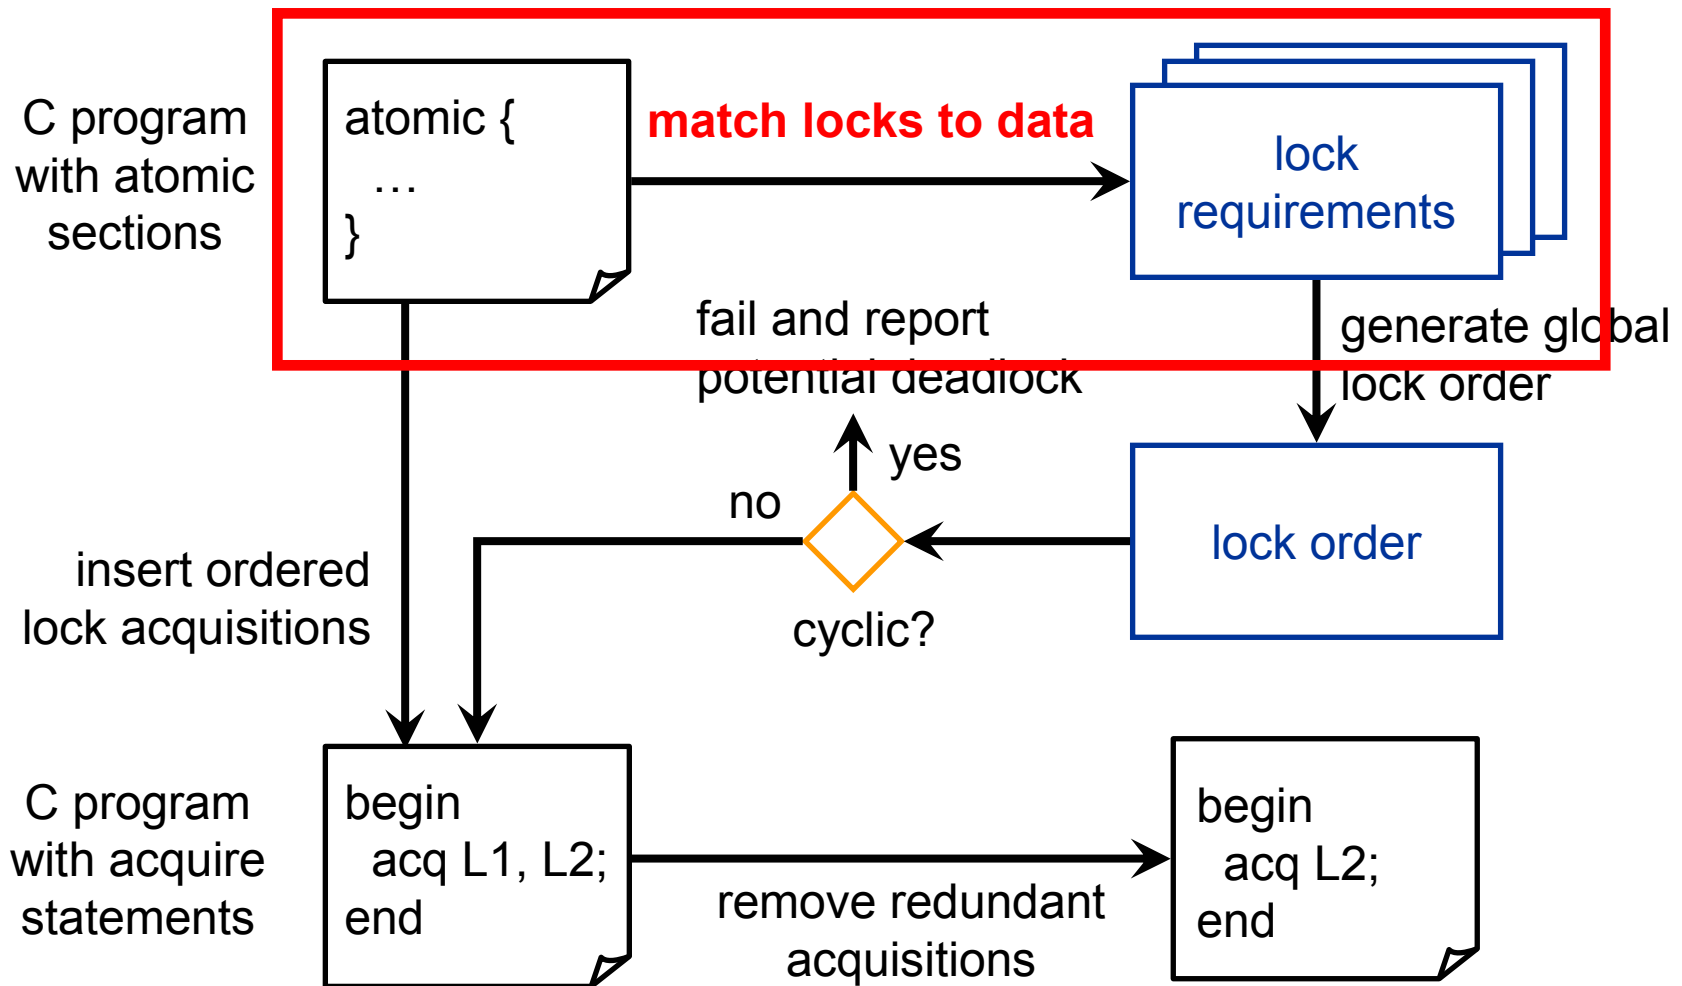 C program
with atomic
sections
atomic {
…
}
match locks to data
lock
requirements
fail and report
potential deadlock
generate global
lock order
yes
no
cyclic?
lock order
insert ordered
lock acquisitions
C program
with acquire
statements
begin
acq L1, L2;
end
remove redundant
acquisitions
begin
acq L2;
end